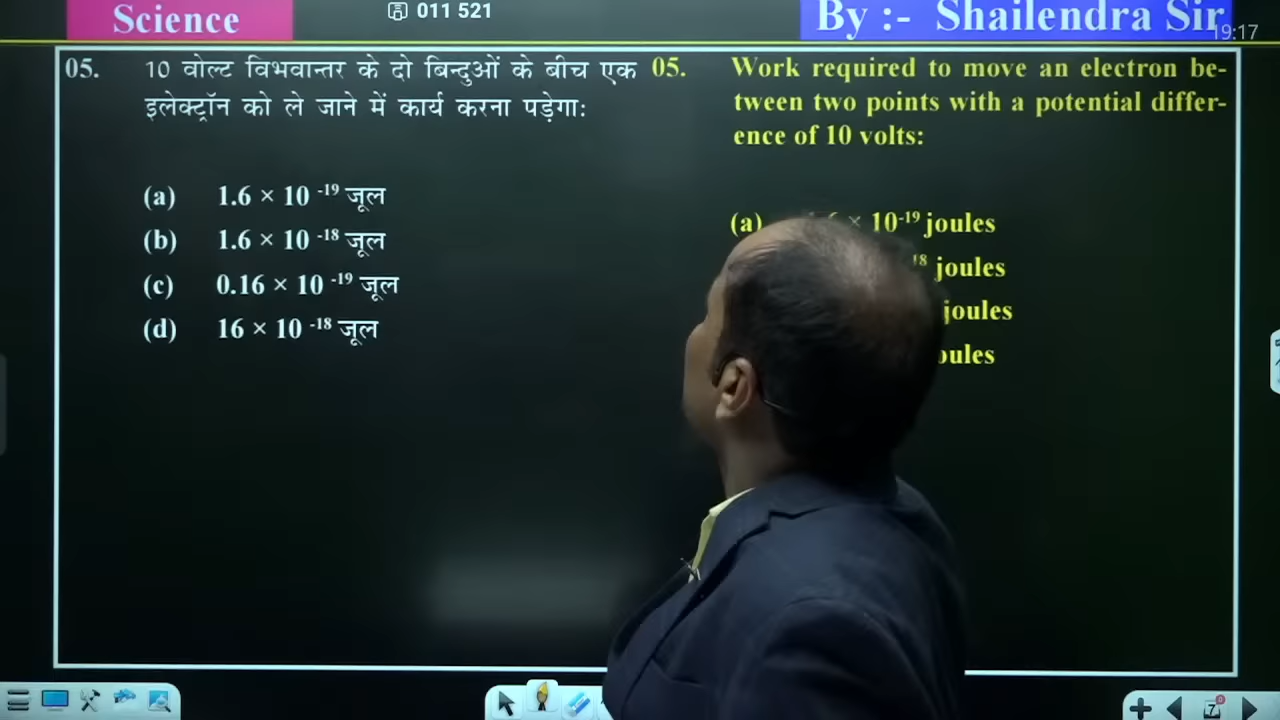 Science
011 521
By :- Shailendra Sir
19:17
05. 10 वोल्ट विभवान्तर के दो बिन्दुओं के बीच एक
इलेक्ट्रॉन को ले जाने में कार्य करना पड़ेगा:
(a) 1.6 × 10 -19 जूल
(b) 1.6 × 10 -18 जूल
(c) 0.16 × 10 -19 जूल
(d) 16 × 10 -18 जूल
05. Work required to move an electron be-
tween two points with a potential differ-
ence of 10 volts:
(a) × 10-19 joules
joules
joules
7